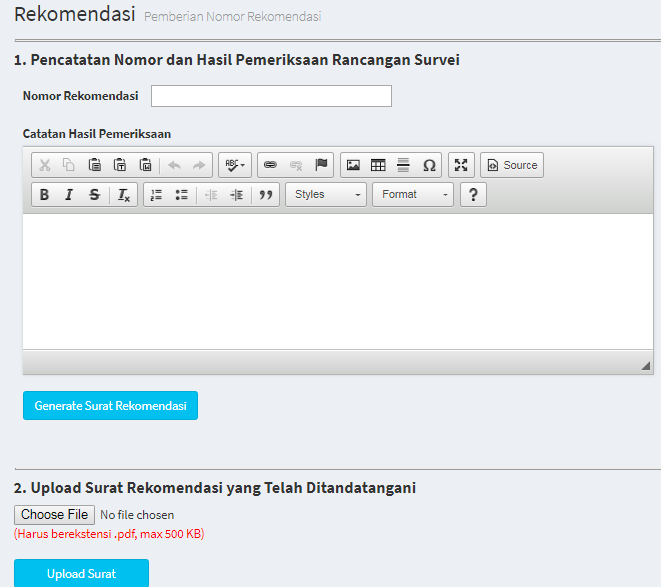 Rekomendasi Pemberian Nomor Rekomendasi
1. Pencatatan Nomor dan Hasil Pemeriksaan Rancangan Survei
Nomor Rekomendasi
Catatan Hasil Pemeriksaan
ABC Ω Source
B I S Tx Styles Format ?
Generate Surat Rekomendasi
2. Upload Surat Rekomendasi yang Telah Ditandatangani
Choose File No file chosen
(Harus berekstensi .pdf, max 500 KB)
Upload Surat